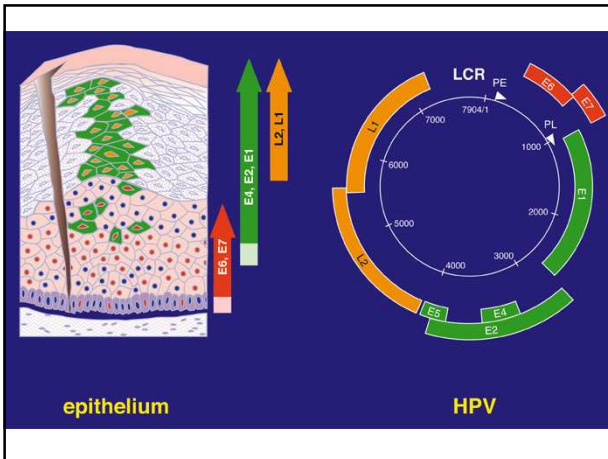 E6, E7
E4, E2, E1
L2, L1
epithelium
LCR
PE
PL
7904/1
1000
2000
3000
4000
5000
6000
7000
E6
E7
E1
E2
E4
E5
L2
L1
HPV